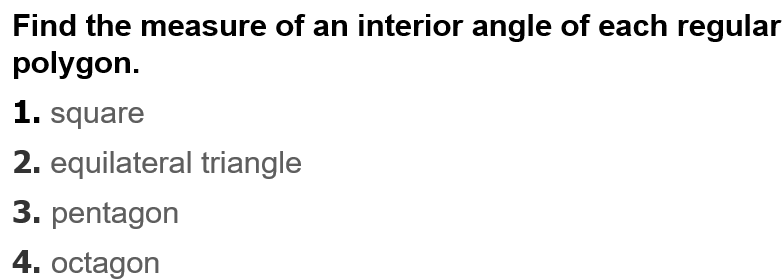 Find the measure of an interior angle of each regular
polygon.
1. square
2. equilateral triangle
3. pentagon
4. octagon